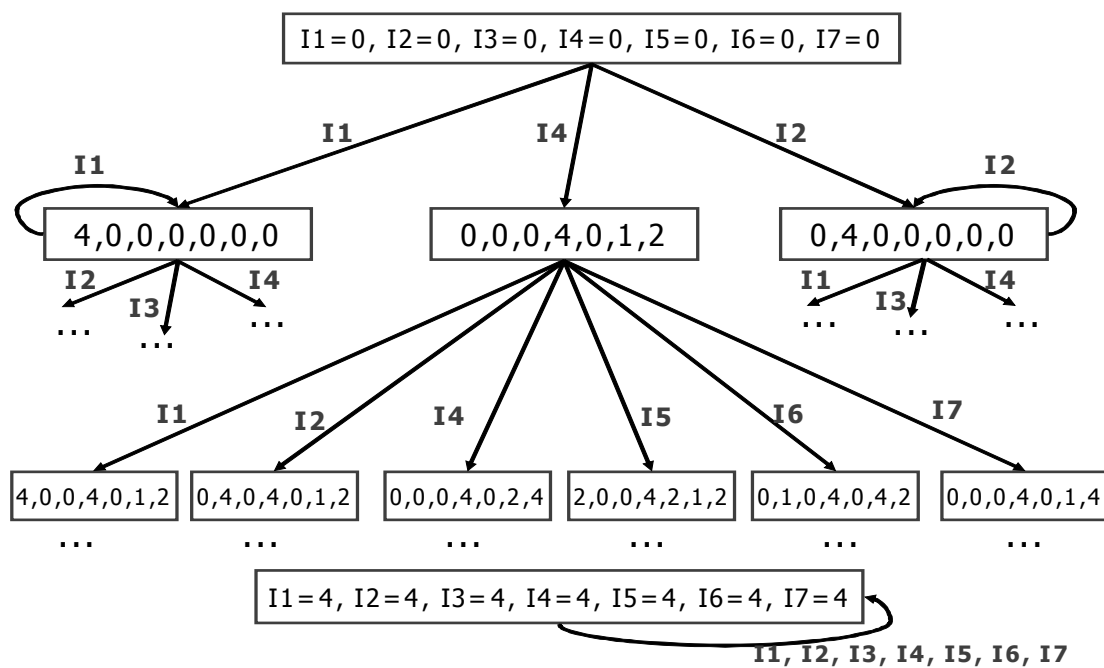 I1=0, I2=0, I3=0, I4=0, I5=0, I6=0, I7=0
I1
I4
I2
I1
I2
4,0,0,0,0,0,0
0,0,0,4,0,1,2
0,4,0,0,0,0,0
I2
I3
I4
I1
I3
I4
...
...
...
...
...
...
I1
I2
I4
I5
I6
I7
4,0,0,4,0,1,2
0,4,0,4,0,1,2
0,0,0,4,0,2,4
2,0,0,4,2,1,2
0,1,0,4,0,4,2
0,0,0,4,0,1,4
...
...
...
...
...
...
I1=4, I2=4, I3=4, I4=4, I5=4, I6=4, I7=4
I1, I2, I3, I4, I5, I6, I7